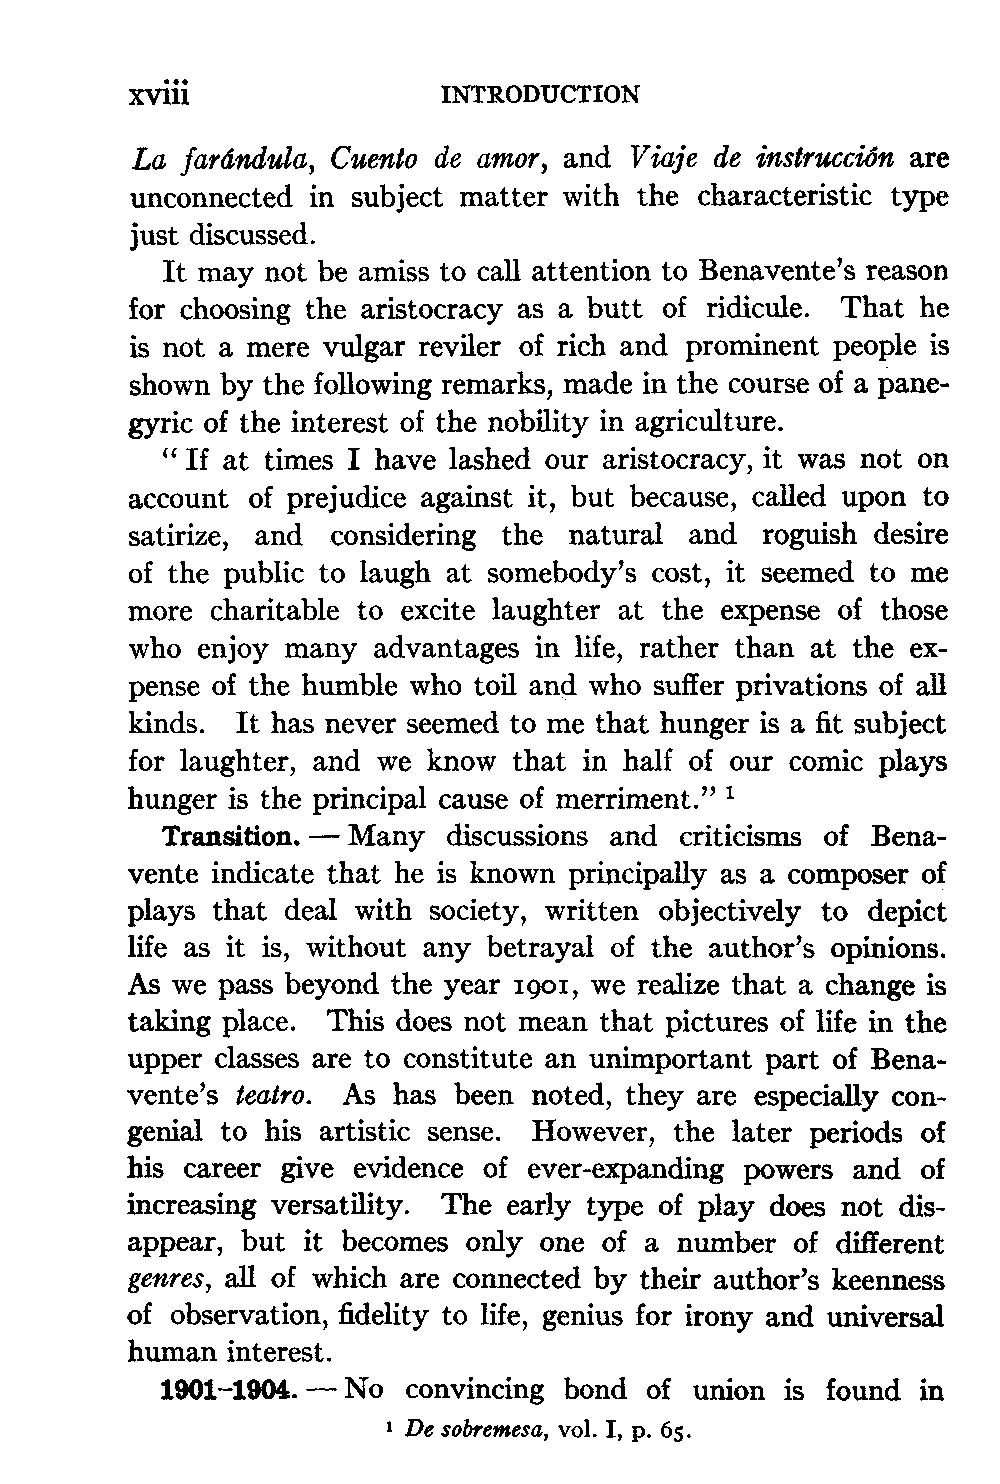 xviii INTRODUCTION
La farándula, Cuento de amor, and Viaje de instrucción are
unconnected in subject matter with the characteristic type
just discussed.
It may not be amiss to call attention to Benavente's reason
for choosing the aristocracy as a butt of ridicule. That he
is not a mere vulgar reviler of rich and prominent people is
shown by the following remarks, made in the course of a pane-
gyric of the interest of the nobility in agriculture.
“If at times I have lashed our aristocracy, it was not on
account of prejudice against it, but because, called upon to
satirize, and considering the natural and roguish desire
of the public to laugh at somebody's cost, it seemed to me
more charitable to excite laughter at the expense of those
who enjoy many advantages in life, rather than at the ex-
pense of the humble who toil and who suffer privations of all
kinds. It has never seemed to me that hunger is a fit subject
for laughter, and we know that in half of our comic plays
hunger is the principal cause of merriment.” 1
Transition. — Many discussions and criticisms of Bena-
vente indicate that he is known principally as a composer of
plays that deal with society, written objectively to depict
life as it is, without any betrayal of the author's opinions.
As we pass beyond the year 1901, we realize that a change is
taking place. This does not mean that pictures of life in the
upper classes are to constitute an unimportant part of Bena-
vente's teatro. As has been noted, they are especially con-
genial to his artistic sense. However, the later periods of
his career give evidence of ever-expanding powers and of
increasing versatility. The early type of play does not dis-
appear, but it becomes only one of a number of different
genres, all of which are connected by their author's keenness
of observation, fidelity to life, genius for irony and universal
human interest.
1901–1904. — No convincing bond of union is found in
1 De sobremesa, vol. I, p. 65.